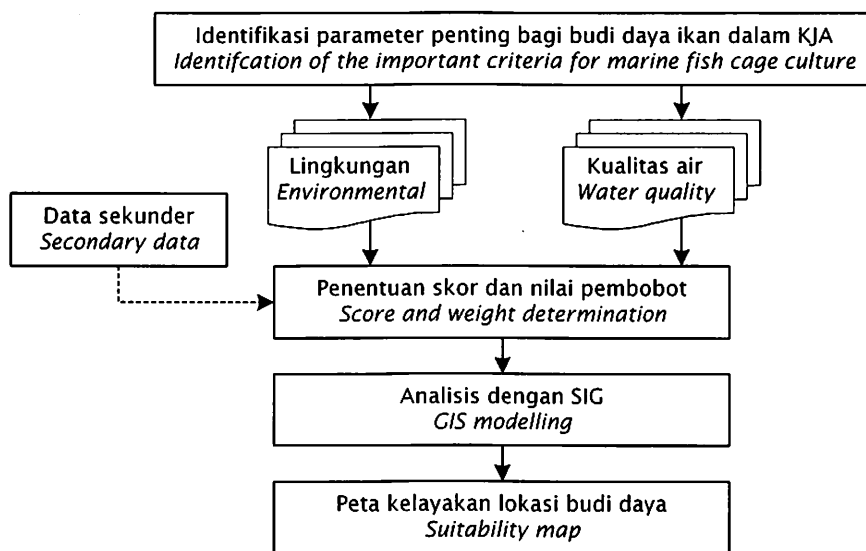 Identifikasi parameter penting bagi budi daya ikan dalam KJA
Identifcation of the important criteria for marine fish cage culture
Lingkungan
Environmental
Kualitas air
Water quality
Data sekunder
Secondary data
Penentuan skor dan nilai pembobot
Score and weight determination
Analisis dengan SIG
GIS modelling
Peta kelayakan lokasi budi daya
Suitability map